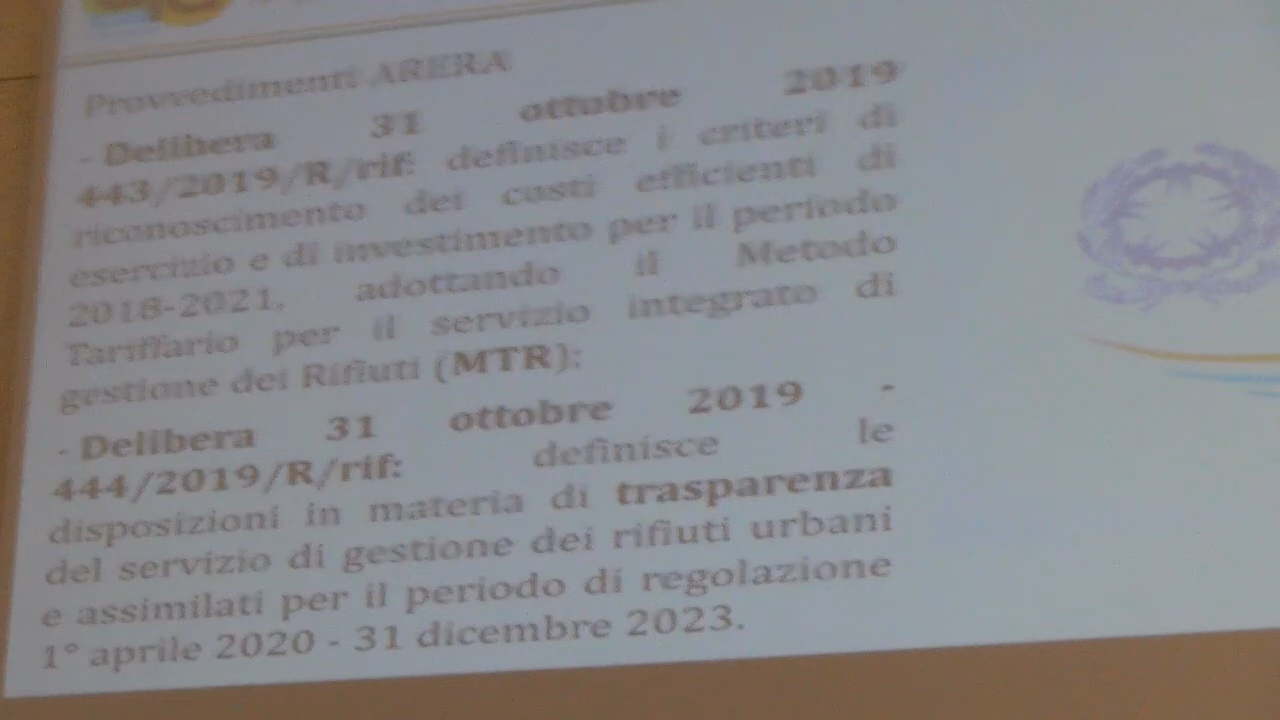 Provvedimenti ARERA
- Delibera 31 ottobre 2019
443/2019/R/rif: definisce i criteri di
riconoscimento dei costi efficienti di
esercizio e di investimento per il periodo
2018-2021, adottando il Metodo
Tariffario per il servizio integrato di
gestione dei Rifiuti (MTR);
- Delibera 31 ottobre 2019 -
444/2019/R/rif: definisce le
disposizioni in materia di trasparenza
del servizio di gestione dei rifiuti urbani
e assimilati per il periodo di regolazione
1° aprile 2020 - 31 dicembre 2023.